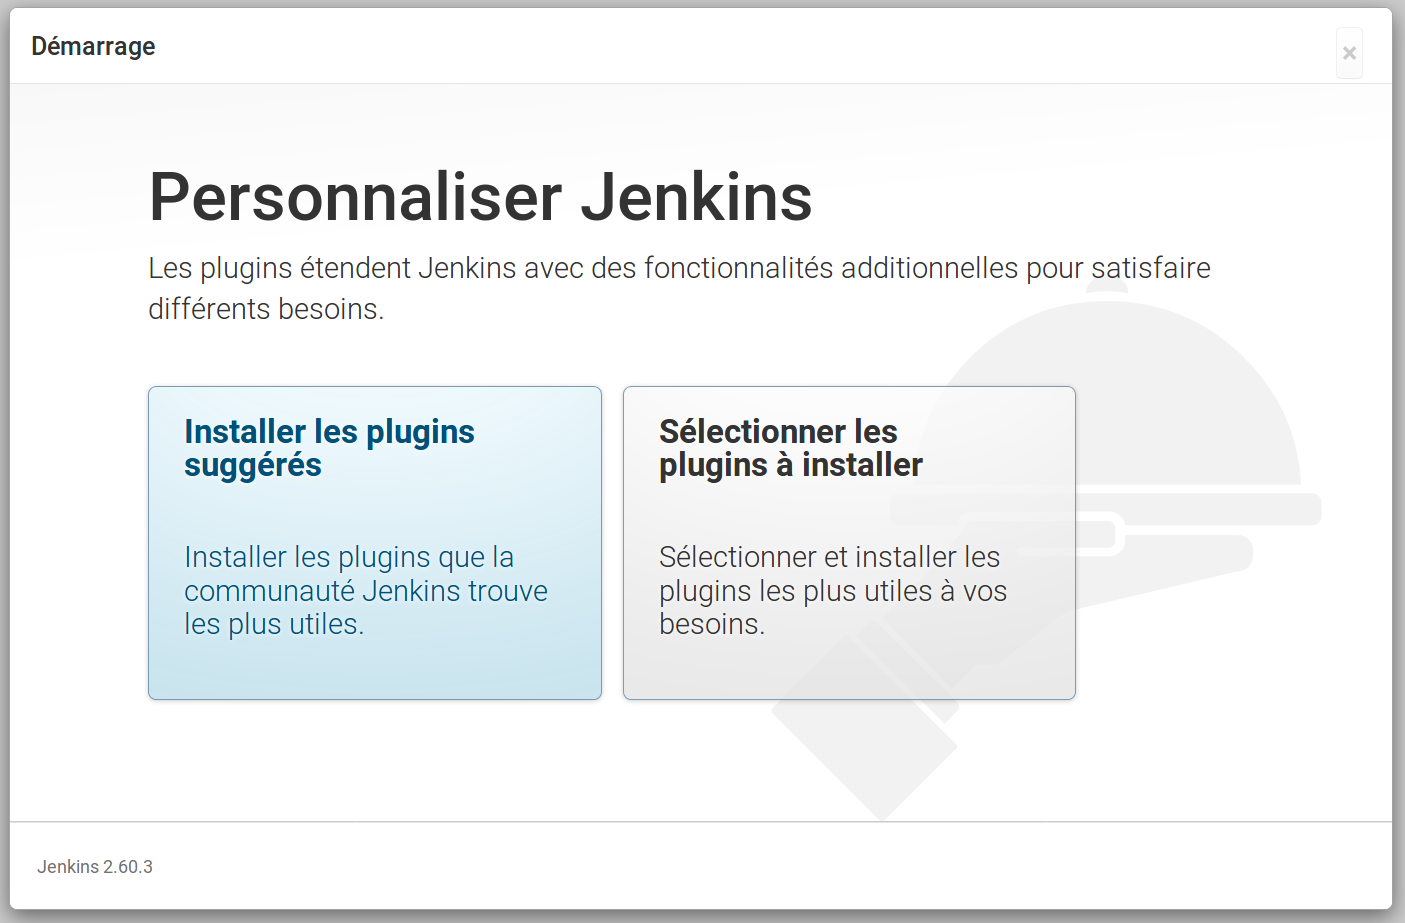 Démarrage
×
Personnaliser Jenkins
Les plugins étendent Jenkins avec des fonctionnalités additionnelles pour satisfaire
différents besoins.
Installer les plugins
suggérés
Installer les plugins que la
communauté Jenkins trouve
les plus utiles.
Sélectionner les
plugins à installer
Sélectionner et installer les
plugins les plus utiles à vos
besoins.
Jenkins 2.60.3